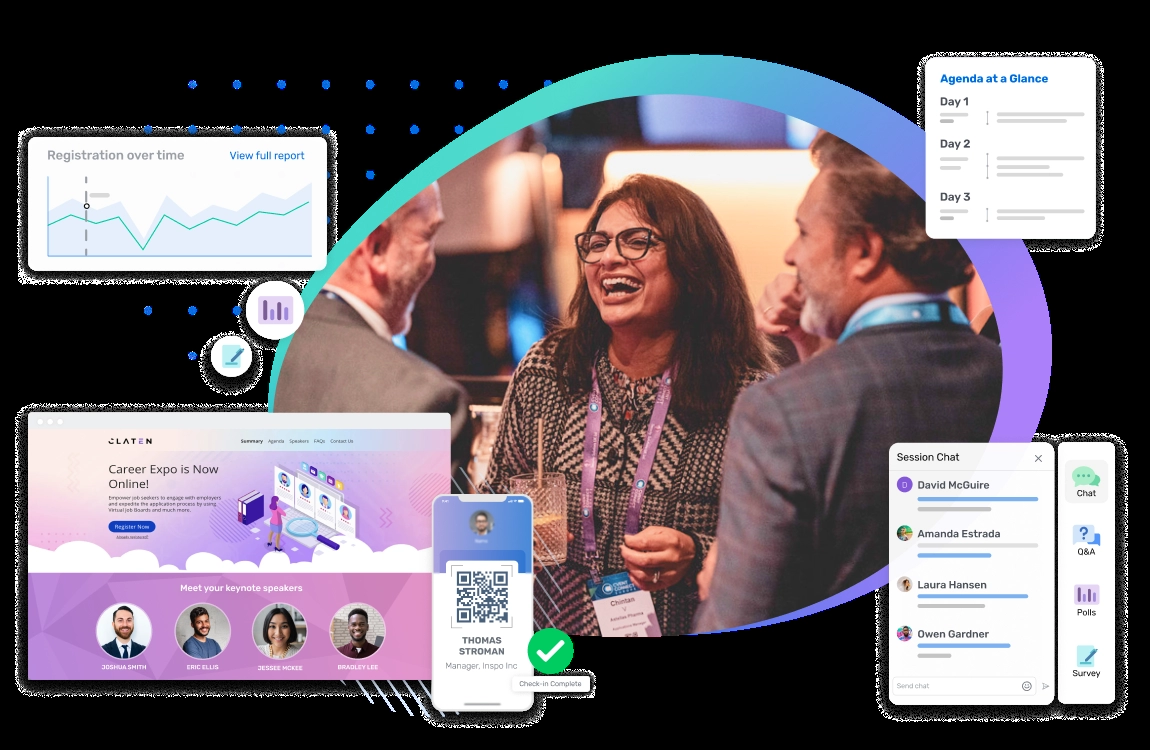 Agenda at a Glance
Day 1
Day 2
Day 3
Registration over time
View full report
CLATEN
Summary Agenda Speakers FAQs Contact Us
Career Expo is Now
Online!
Empower job seekers to engage with employers
and expedite the application process by using
Virtual Job Boards and much more.
Register Now
Already registered?
Meet your keynote speakers
JOSHUA SMITH
ERIC ELLIS
JESSEE MCKEE
BRADLEY LEE
THOMAS
STROMAN
Manager, Inspo Inc
Check-in Complete
EVENT
Chintan
V
Session Chat
D
David McGuire
Amanda Estrada
Laura Hansen
Owen Gardner
Send chat
Chat
Q&A
Polls
Survey